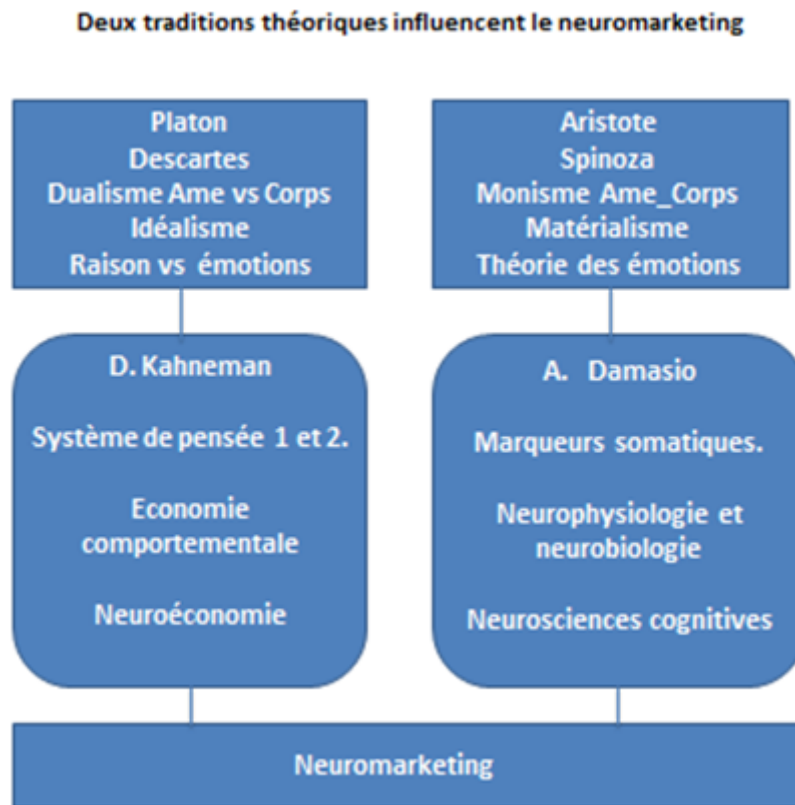 Deux traditions théoriques influencent le neuromarketing
Platon
Descartes
Dualisme Ame vs Corps
Idéalisme
Raison vs émotions
Aristote
Spinoza
Monisme Ame_Corps
Matérialisme
Théorie des émotions
D. Kahneman
Système de pensée 1 et 2.
Economie
comportementale
Neuroéconomie
A. Damasio
Marqueurs somatiques.
Neurophysiologie et
neurobiologie
Neurosciences cognitives
Neuromarketing